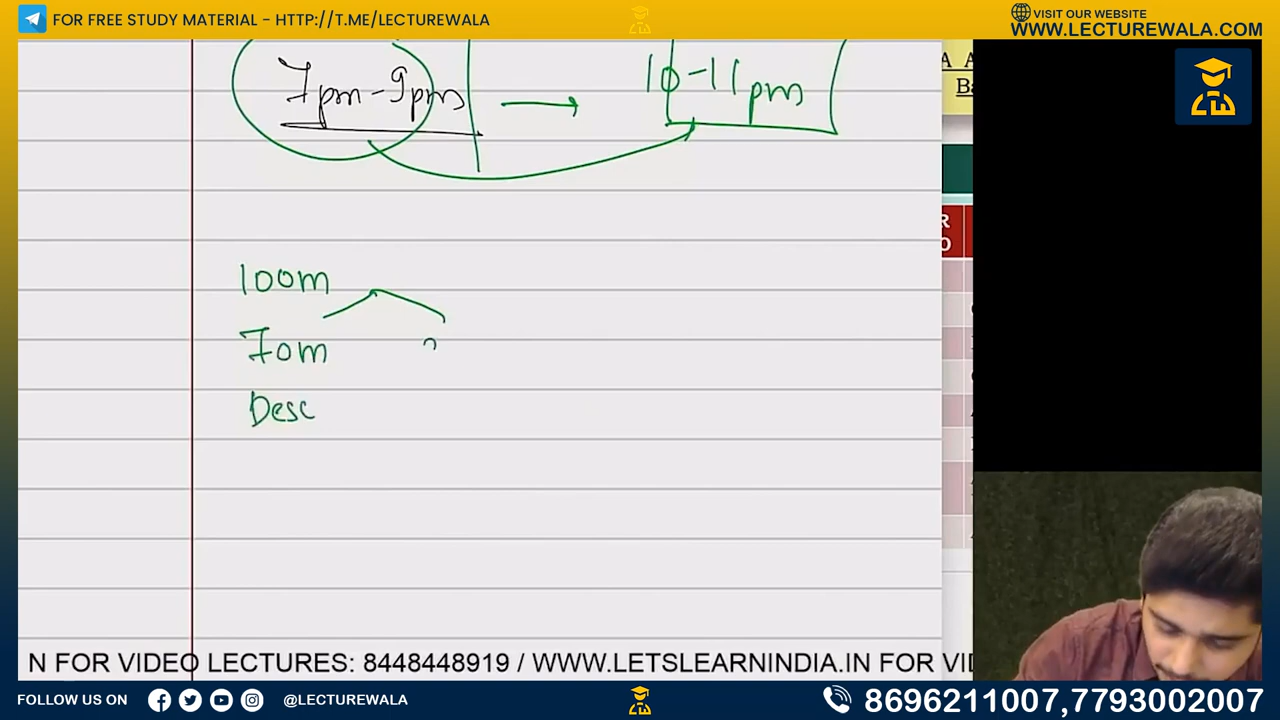 FOR FREE STUDY MATERIAL - HTTP://T.ME/LECTUREWALA
VISIT OUR WEBSITE
WWW.LECTUREWALA.COM
7pm - 9pm → 10-11pm
100m
70m
Desc
N FOR VIDEO LECTURES: 8448448919 / WWW.LETSLEARNINDIA.IN FOR VID
FOLLOW US ON @LECTUREWALA 8696211007,7793002007